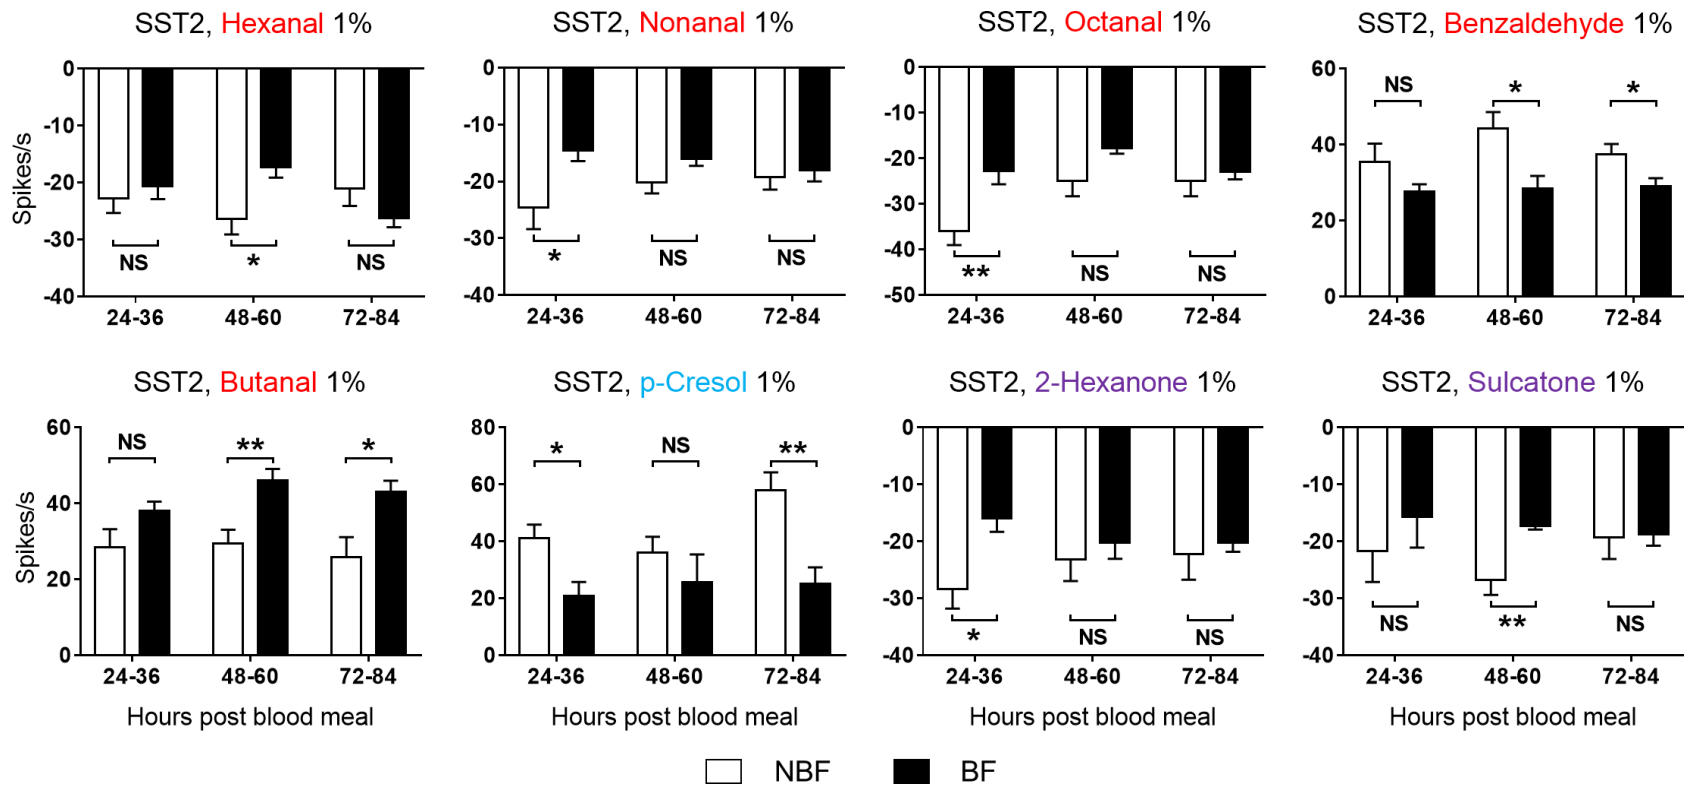 SST2, Hexanal 1%
SST2, Nonanal 1%
SST2, Octanal 1%
SST2, Benzaldehyde 1%
Spikes/s
0
-10
-20
-30
-40
NS
*
NS
24-36
48-60
72-84
0
-10
-20
-30
-40
*
NS
NS
24-36
48-60
72-84
0
-10
-20
-30
-40
-50
**
NS
NS
24-36
48-60
72-84
60
40
20
0
NS
*
*
24-36
48-60
72-84
SST2, Butanal 1%
SST2, p-Cresol 1%
SST2, 2-Hexanone 1%
SST2, Sulcatone 1%
Spikes/s
60
40
20
0
NS
**
*
24-36
48-60
72-84
Hours post blood meal
80
60
40
20
0
*
NS
**
24-36
48-60
72-84
Hours post blood meal
0
-10
-20
-30
-40
*
NS
NS
24-36
48-60
72-84
Hours post blood meal
0
-10
-20
-30
-40
NS
**
NS
24-36
48-60
72-84
Hours post blood meal
NBF
BF